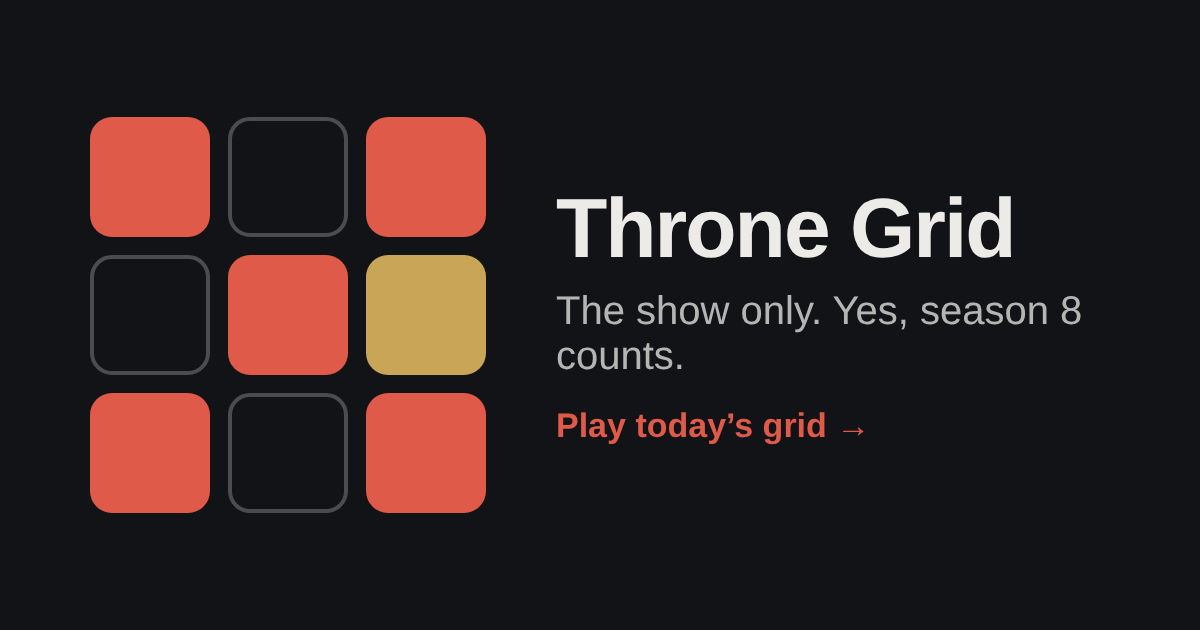 Throne Grid
The show only. Yes, season 8
counts.
Play today’s grid →